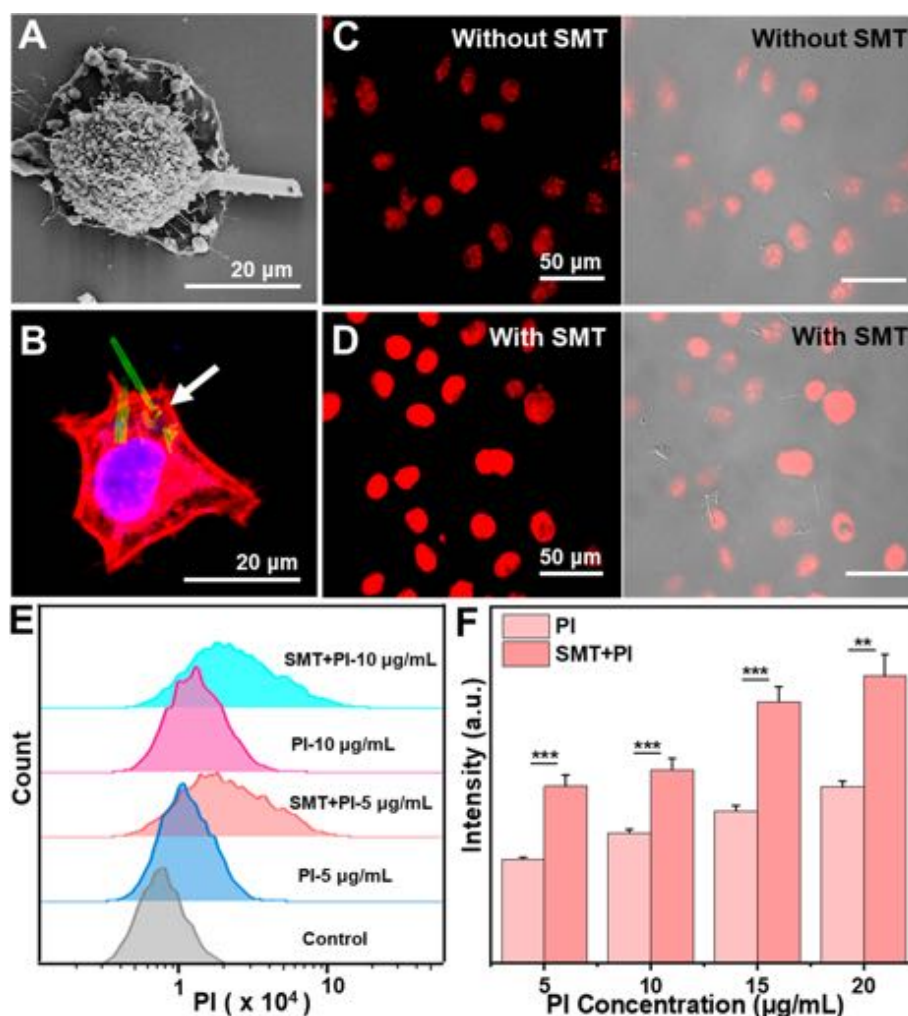 A
20 µm
B
20 µm
C
Without SMT
50 µm
Without SMT
D
With SMT
50 µm
With SMT
E
SMT+PI-10 µg/mL
PI-10 µg/mL
SMT+PI-5 µg/mL
PI-5 µg/mL
Control
Count
1
10
PI ( x 10⁴)
F
PI
SMT+PI
***
***
***
**
Intensity (a.u.)
5
10
15
20
PI Concentration (µg/mL)